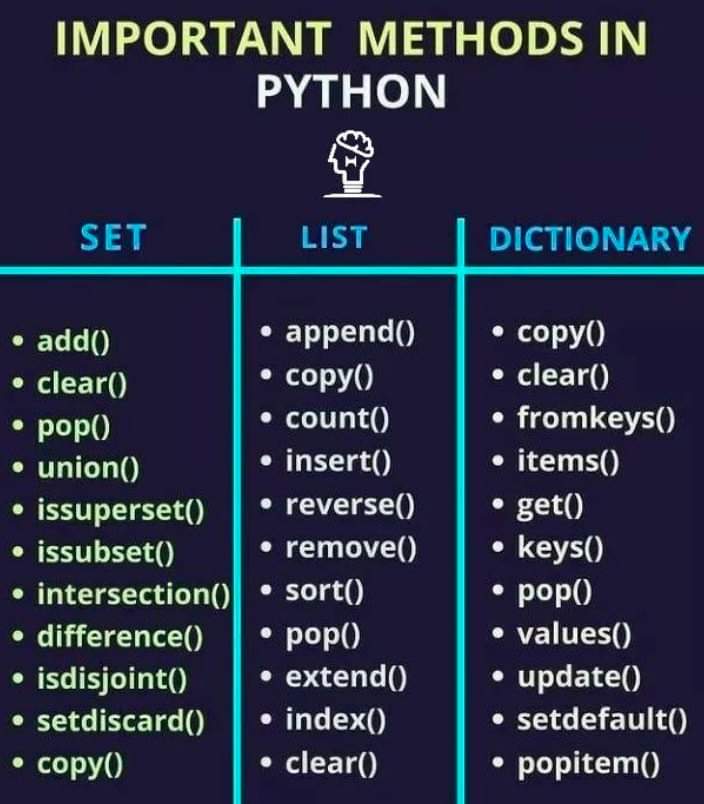 IMPORTANT METHODS IN
PYTHON
SET
• add()
• clear()
• pop()
• union()
• issuperset()
• issubset()
• intersection()
• difference()
• isdisjoint()
• setdiscard()
• copy()
LIST
• append()
• copy()
• count()
• insert()
• reverse()
• remove()
• sort()
• pop()
• extend()
• index()
• clear()
DICTIONARY
• copy()
• clear()
• fromkeys()
• items()
• get()
• keys()
• pop()
• values()
• update()
• setdefault()
• popitem()